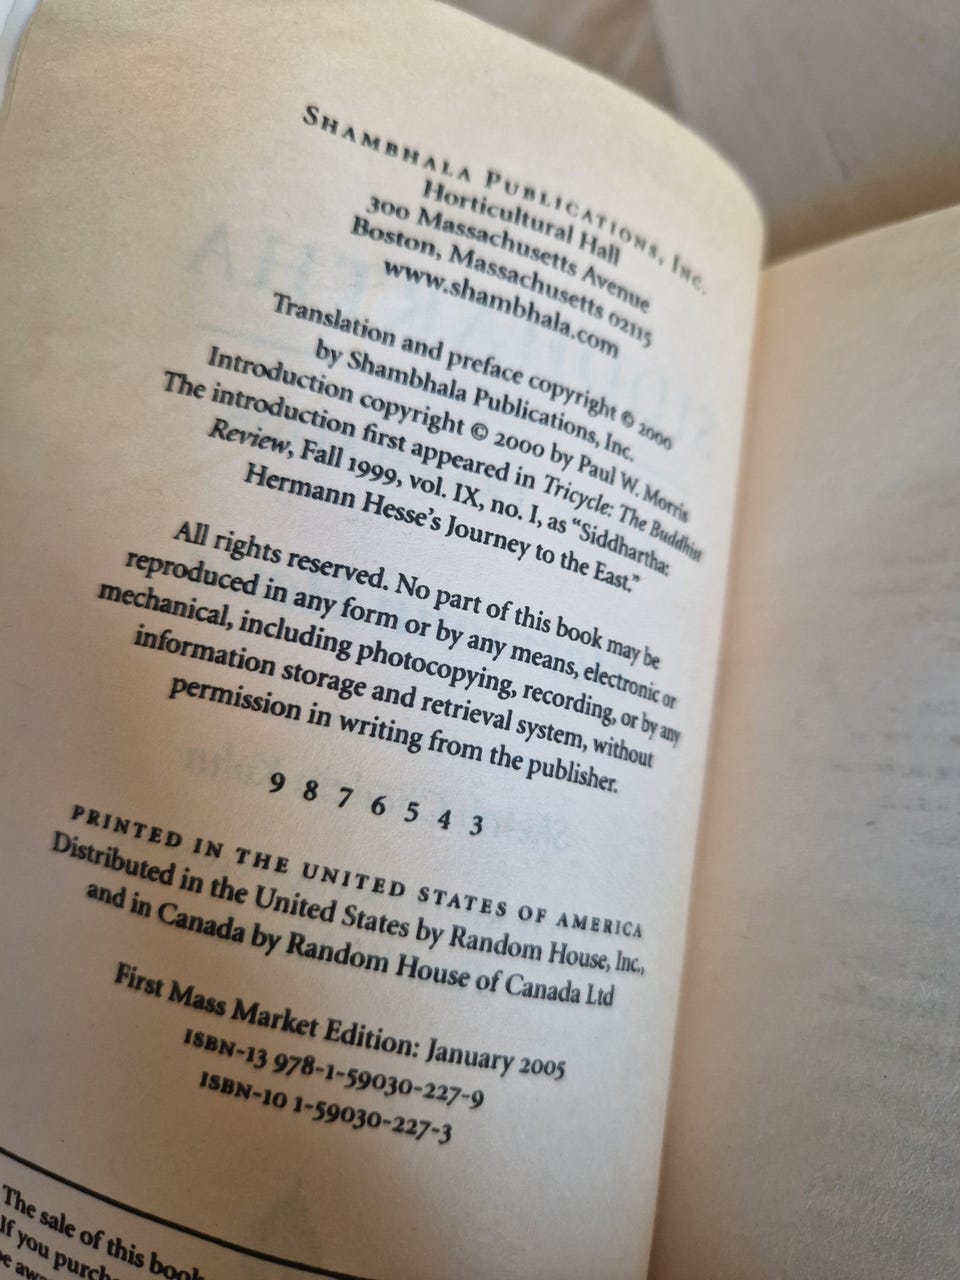 SHAMBHALA PUBLICATIONS, INC.
Horticultural Hall
300 Massachusetts Avenue
Boston, Massachusetts 02115
www.shambhala.com
Translation and preface copyright © 2000
by Shambhala Publications, Inc.
Introduction copyright © 2000 by Paul W. Morris
The introduction first appeared in Tricycle: The Buddhist
Review, Fall 1999, vol. IX, no. I, as “Siddhartha:
Hermann Hesse’s Journey to the East.”
All rights reserved. No part of this book may be
reproduced in any form or by any means, electronic or
mechanical, including photocopying, recording, or by any
information storage and retrieval system, without
permission in writing from the publisher.
9 8 7 6 5 4 3
PRINTED IN THE UNITED STATES OF AMERICA
Distributed in the United States by Random House, Inc.,
and in Canada by Random House of Canada Ltd
First Mass Market Edition: January 2005
ISBN-13 978-1-59030-227-9
ISBN-10 1-59030-227-3
The sale of this book
If you purch